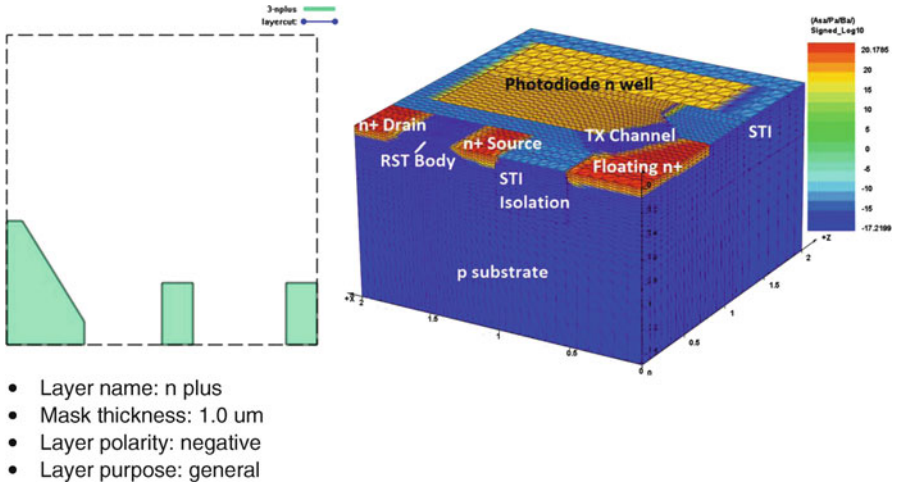 3-nplus
layercut:
(Asa/Pa/Ba/)
Signed_Log10
20.1785
20
15
10
5
0
-5
-10
-15
-17.2199
Photodiode n well
n+ Drain
TX Channel
STI
n+ Source
RST Body
Floating n+
STI
Isolation
p substrate
+X
2
1.5
1
0.5
0
0.5
1
1.5
2
+Z
• Layer name: n plus
• Mask thickness: 1.0 um
• Layer polarity: negative
• Layer purpose: general